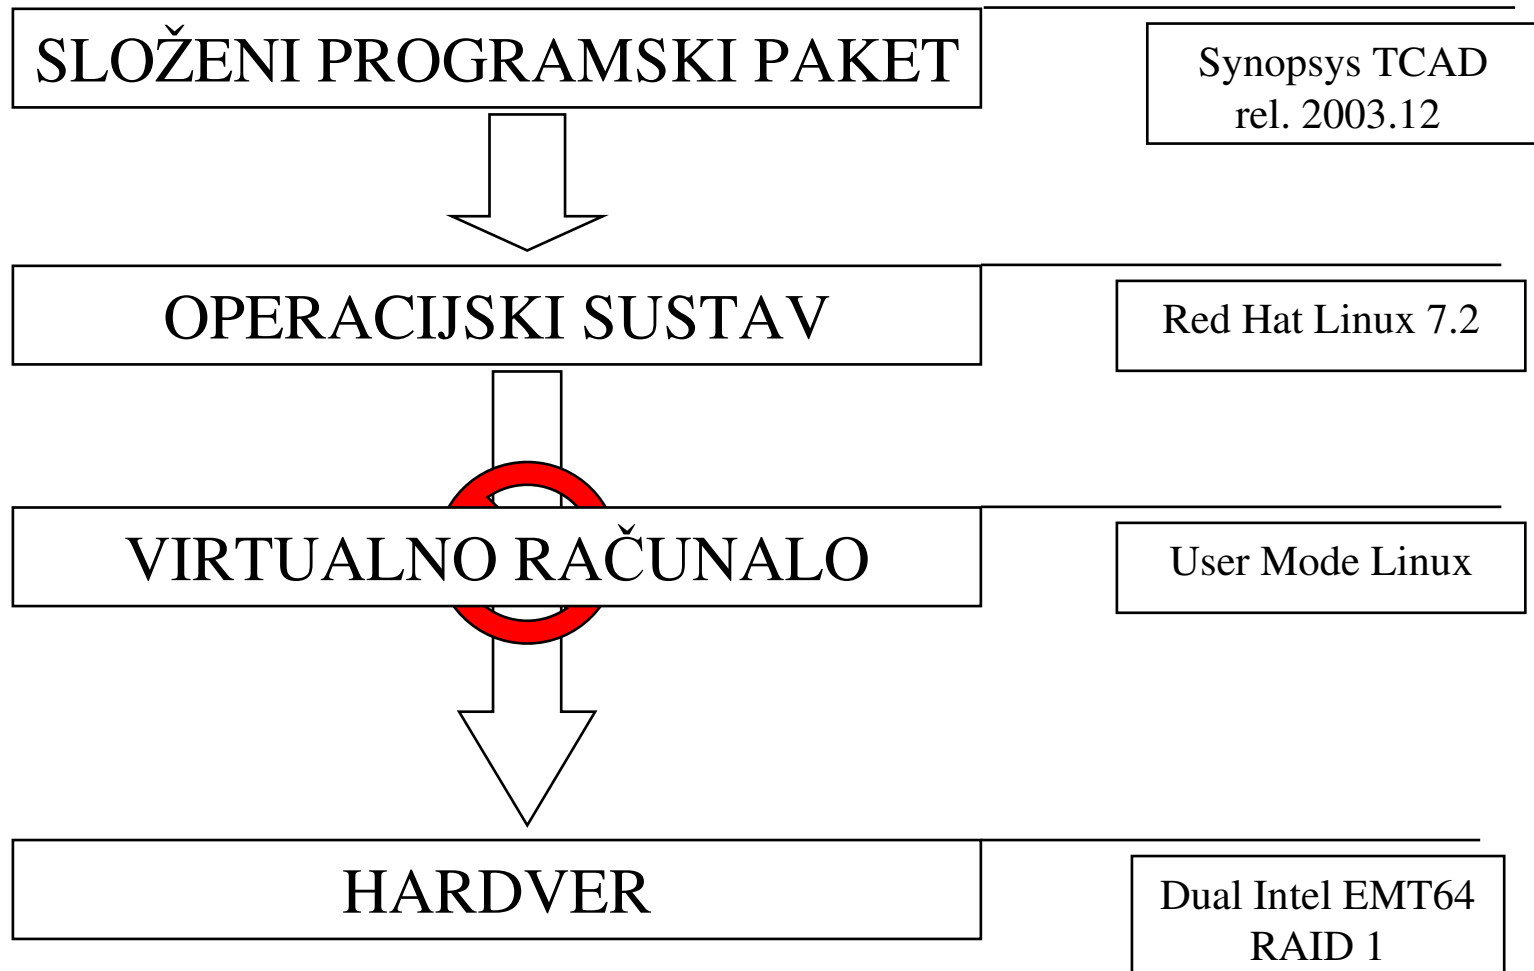 SLOŽENI PROGRAMSKI PAKET
Synopsys TCAD
rel. 2003.12
OPERACIJSKI SUSTAV
Red Hat Linux 7.2
VIRTUALNO RAČUNALO
User Mode Linux
HARDVER
Dual Intel EMT64
RAID 1